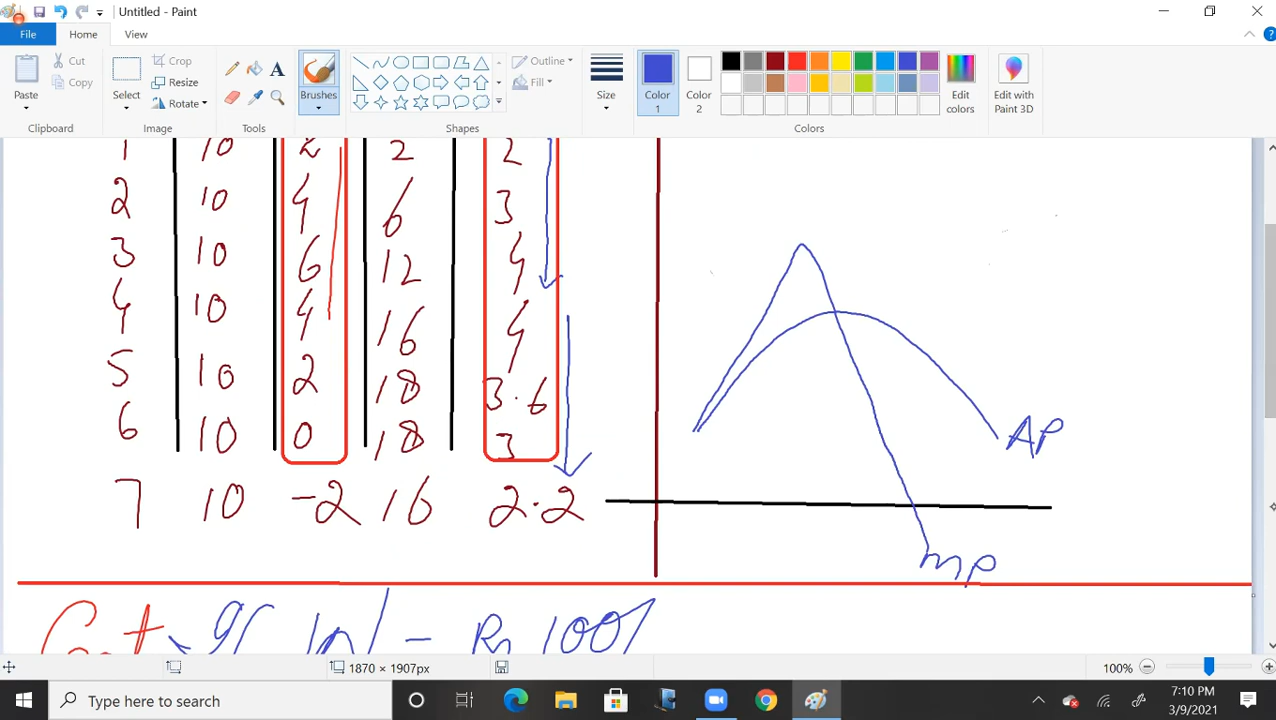 Untitled - Paint
File Home View
Paste
Cut
Copy
Clipboard
Select
Crop
Resize
Rotate
Image
Tools
Brushes
Shapes
Outline
Fill
Size
Color 1
Color 2
Edit colors
Edit with Paint 3D
Colors
1 10 2 2 2
2 10 4 6 3
3 10 6 12 4
4 10 4 16 4
5 10 2 18 3.6
6 10 0 18 3
7 10 -2 16 2.2
AP
MP
Rs 100/
1870 × 1907px
100%
Type here to search
7:10 PM
3/9/2021